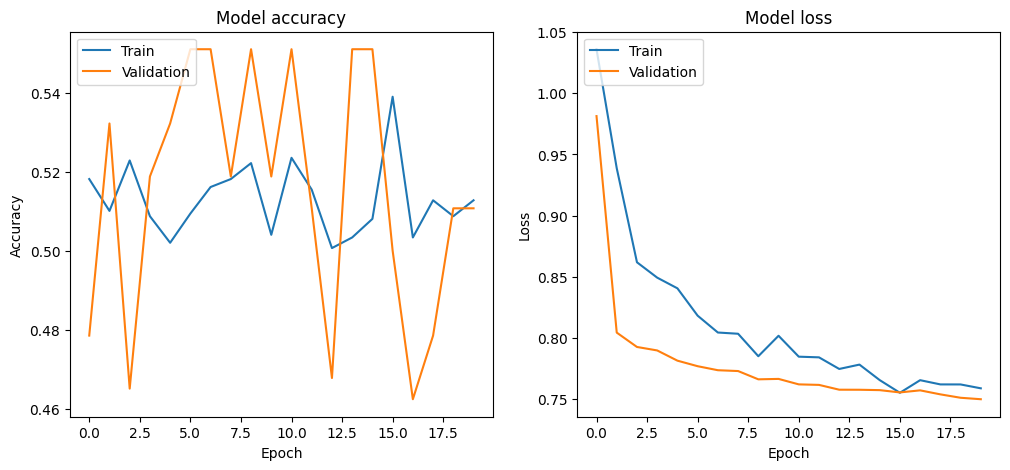 Model accuracy
Train
Validation
0.54
0.52
0.50
0.48
0.46
Accuracy
0.0 2.5 5.0 7.5 10.0 12.5 15.0 17.5
Epoch
Model loss
Train
Validation
1.05
1.00
0.95
0.90
0.85
0.80
0.75
Loss
0.0 2.5 5.0 7.5 10.0 12.5 15.0 17.5
Epoch